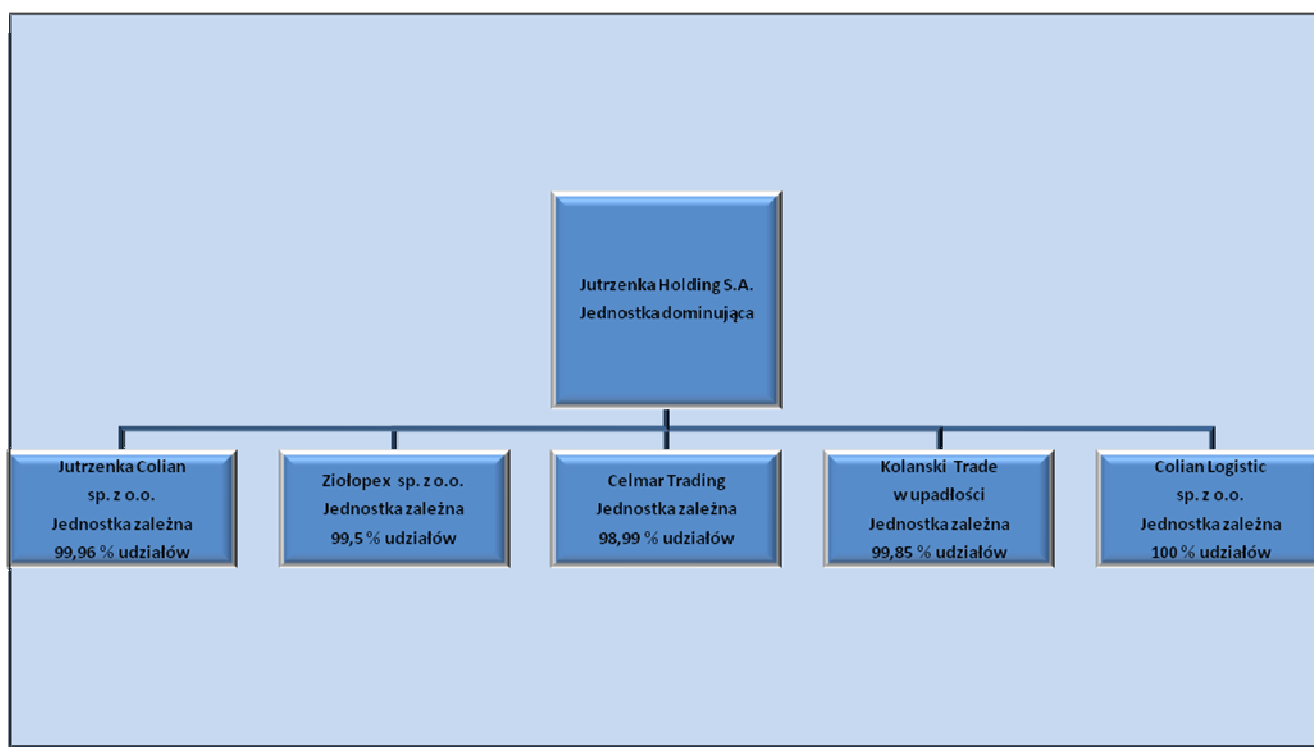 Jutrzenka Holding S.A.
Jednostka dominująca
Jutrzenka Colian
sp. z o.o.
Jednostka zależna
99,96 % udziałów
Ziołopex sp. z o.o.
Jednostka zależna
99,5 % udziałów
Celmar Trading
Jednostka zależna
98,99 % udziałów
Kolanski Trade
w upadłości
Jednostka zależna
99,85 % udziałów
Colian Logistic
sp. z o.o.
Jednostka zależna
100 % udziałów